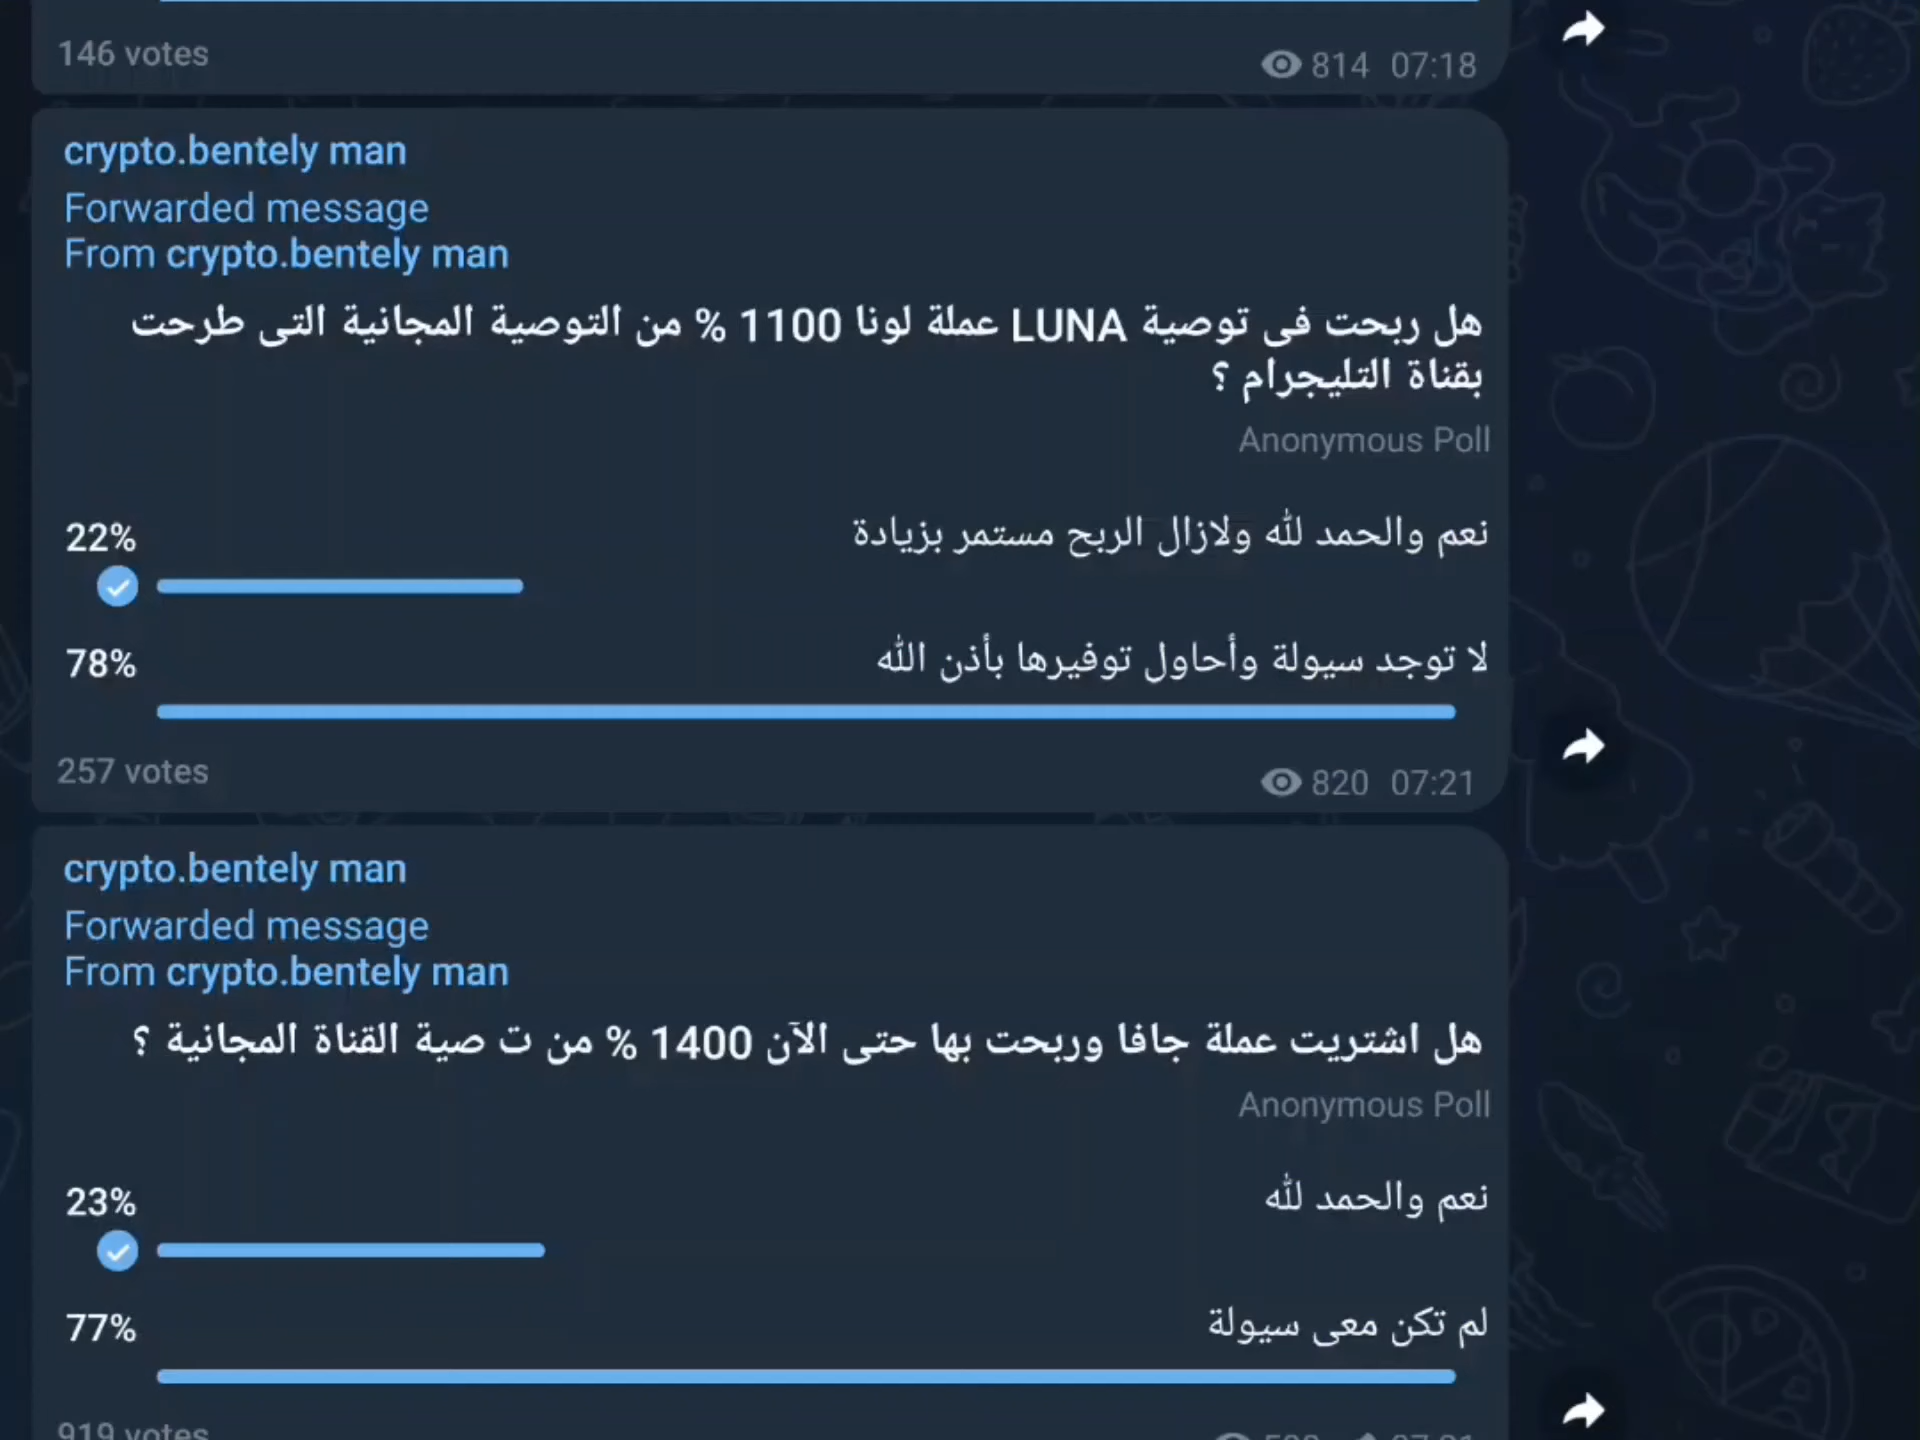 146 votes
814 07:18
crypto.bentely man
Forwarded message
From crypto.bentely man
هل ربحت فى توصية LUNA عملة لونا 1100 % من التوصية المجانية التى طرحت
بقناة التليجرام ؟
Anonymous Poll
22% نعم والحمد لله ولازال الربح مستمر بزيادة
78% لا توجد سيولة وأحاول توفيرها بأذن الله
257 votes
820 07:21
crypto.bentely man
Forwarded message
From crypto.bentely man
هل اشتريت عملة جافا وربحت بها حتى الآن 1400 % من ت صية القناة المجانية ؟
Anonymous Poll
23% نعم والحمد لله
77% لم تكن معى سيولة
919 votes